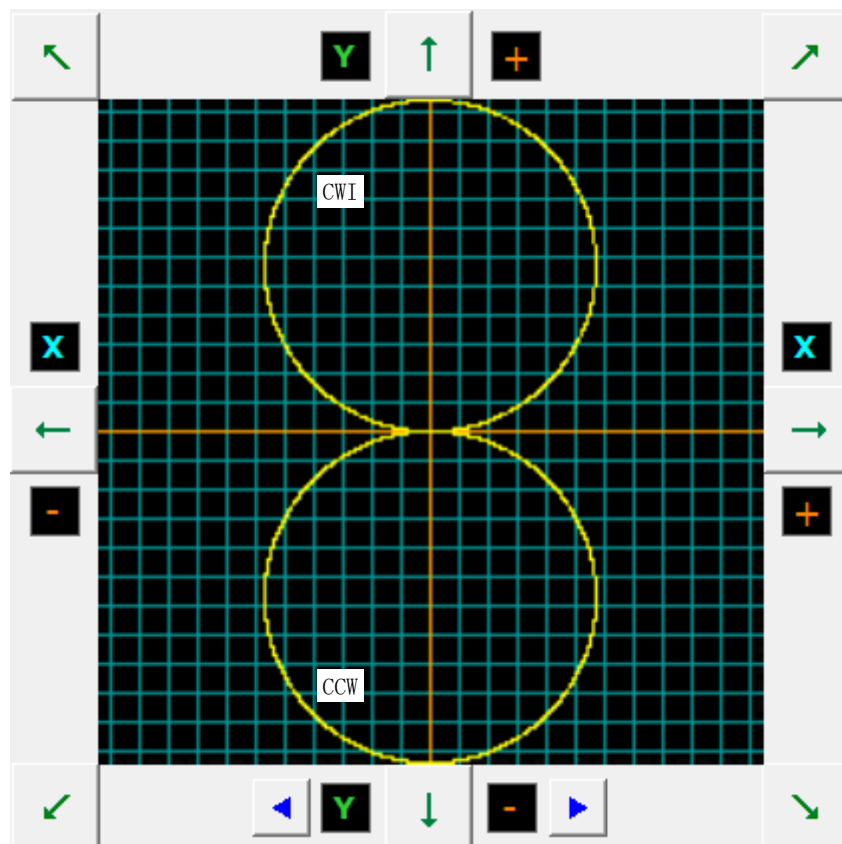 ↖ Y ↑ + ↗
CWI
X X
← →
- +
CCW
↙ ◀ Y ↓ - ▶ ↘